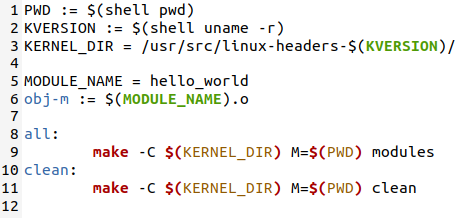 1 PWD := $(shell pwd)
2 KVERSION := $(shell uname -r)
3 KERNEL_DIR = /usr/src/linux-headers-$(KVERSION)/
4
5 MODULE_NAME = hello_world
6 obj-m := $(MODULE_NAME).o
7
8 all:
9         make -C $(KERNEL_DIR) M=$(PWD) modules
10 clean:
11         make -C $(KERNEL_DIR) M=$(PWD) clean
12